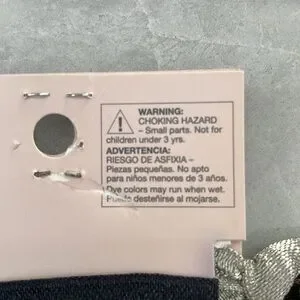 WARNING:
CHOKING HAZARD
– Small parts. Not for
children under 3 yrs.
ADVERTENCIA:
RIESGO DE ASFIXIA –
Piezas pequeñas. No apto
para niños menores de 3 años.
Dye colors may run when wet.
Puede desteñirse al mojarse.